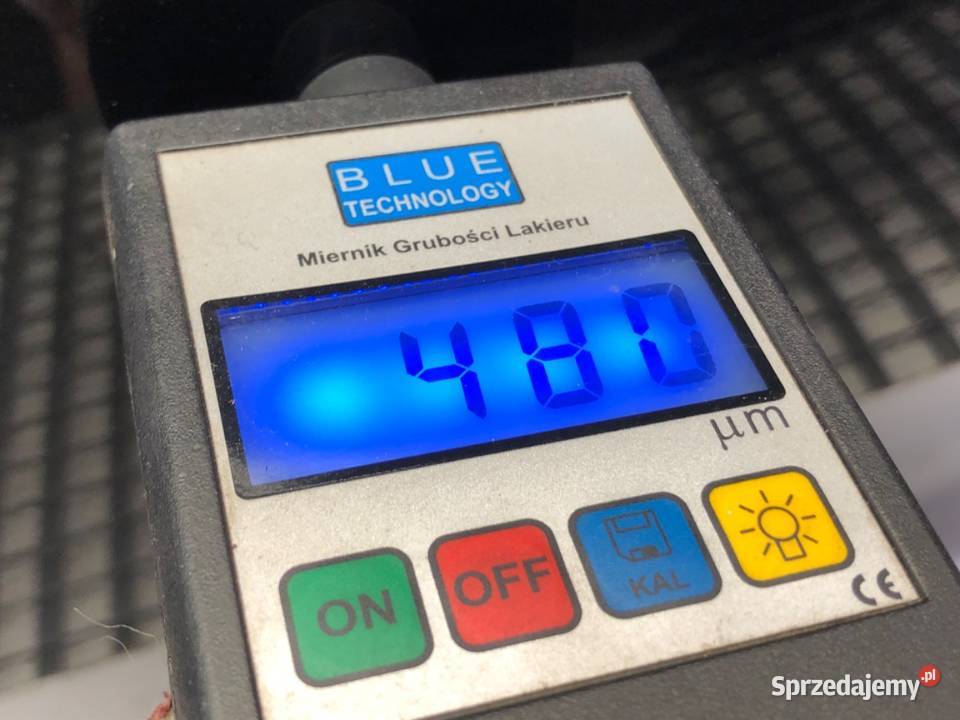 BLUE
TECHNOLOGY
Miernik Grubości Lakieru
480
μm
ON
OFF
KAL
CE
Sprzedajemy.pl